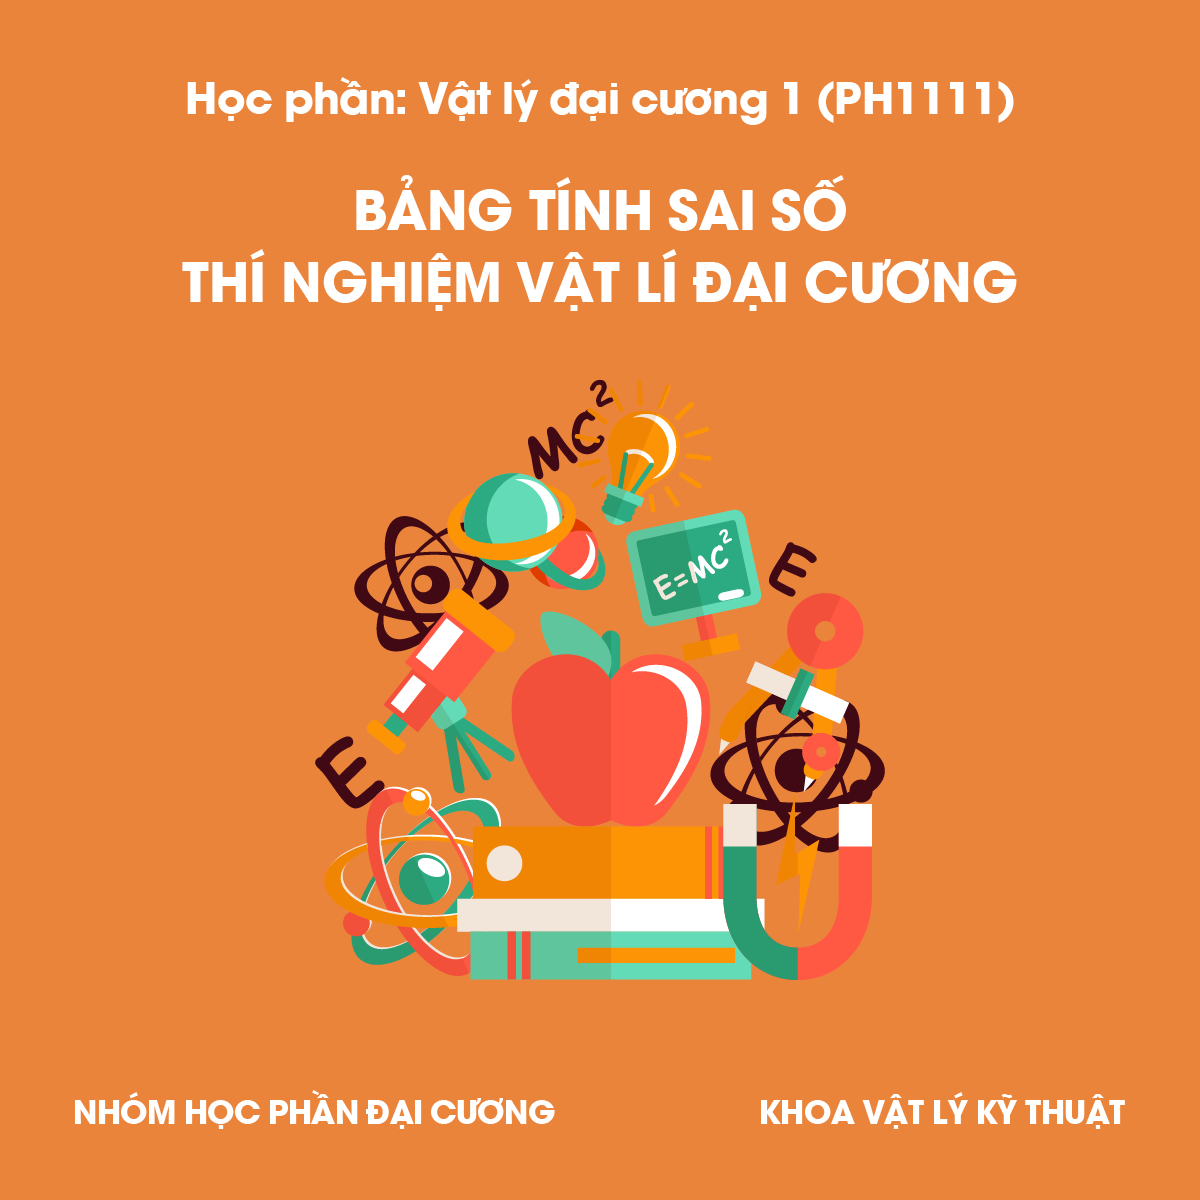 Học phần: Vật lý đại cương 1 (PH1111)
BẢNG TÍNH SAI SỐ
THÍ NGHIỆM VẬT LÍ ĐẠI CƯƠNG
MC²
E=MC²
E
E
NHÓM HỌC PHẦN ĐẠI CƯƠNG
KHOA VẬT LÝ KỸ THUẬT